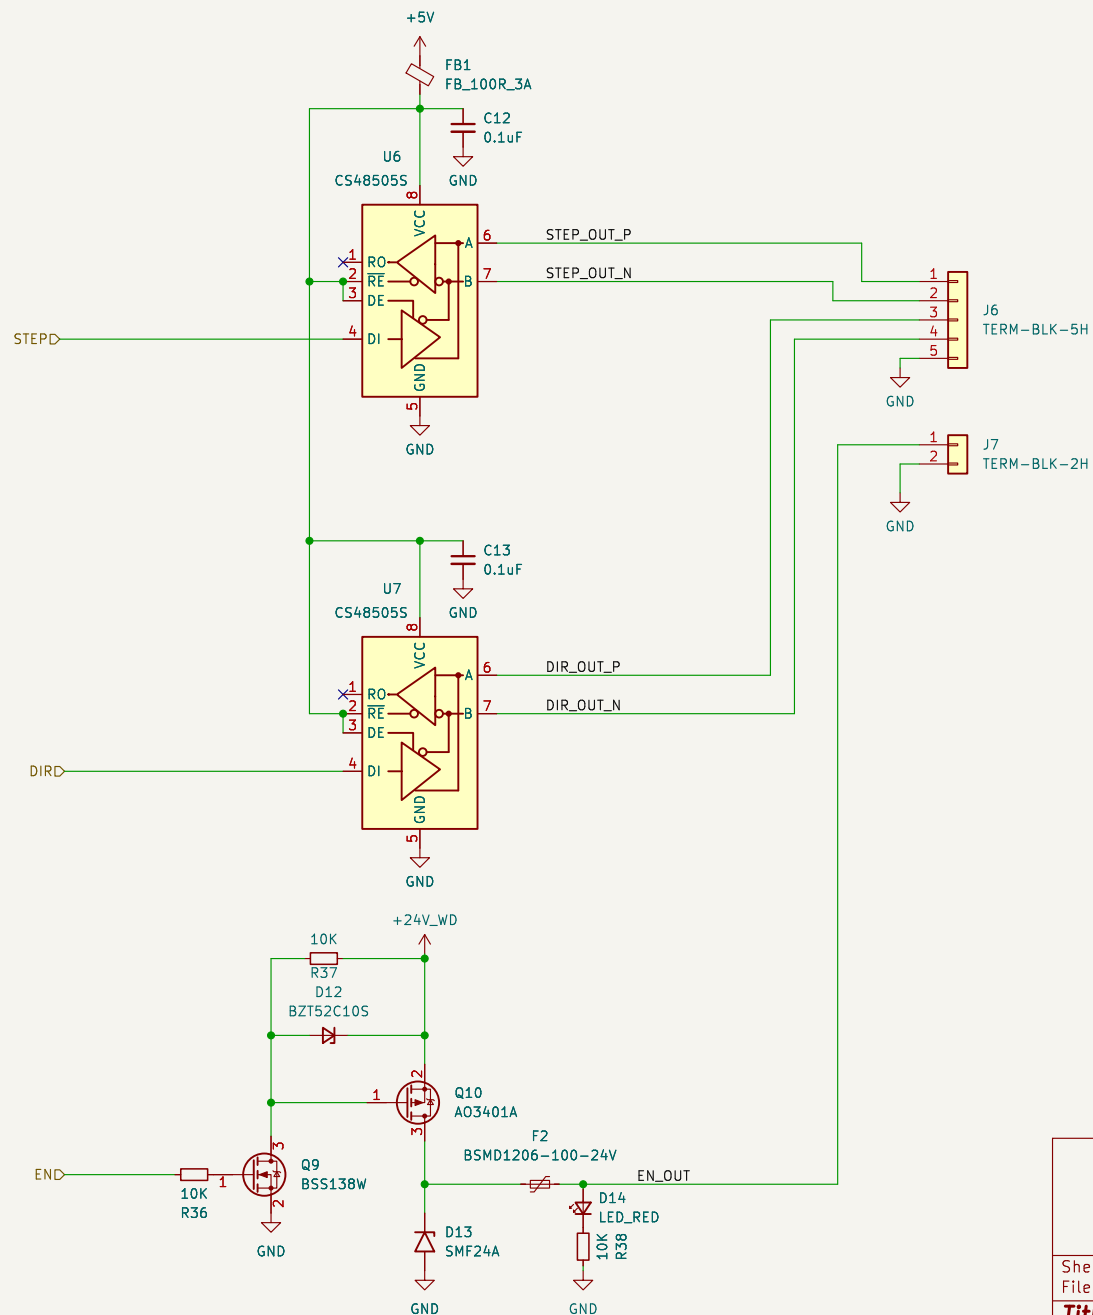 +5V
FB1
FB_100R_3A
C12
0.1uF
GND
U6
CS48505S
8
VCC
1 RO
2 RE
3 DE
4 DI
A 6
B 7
GND
5
GND
STEP
STEP_OUT_P
STEP_OUT_N
1
2
3
4
5
J6
TERM-BLK-5H
GND
1
2
J7
TERM-BLK-2H
GND
C13
0.1uF
GND
U7
CS48505S
8
VCC
1 RO
2 RE
3 DE
4 DI
A 6
B 7
GND
5
GND
DIR
DIR_OUT_P
DIR_OUT_N
+24V_WD
10K
R37
D12
BZT52C10S
2
1
3
Q10
AO3401A
F2
BSMD1206-100-24V
EN_OUT
EN
10K
R36
1
3
2
Q9
BSS138W
GND
D13
SMF24A
GND
D14
LED_RED
10K
R38
GND
She
File
Tit